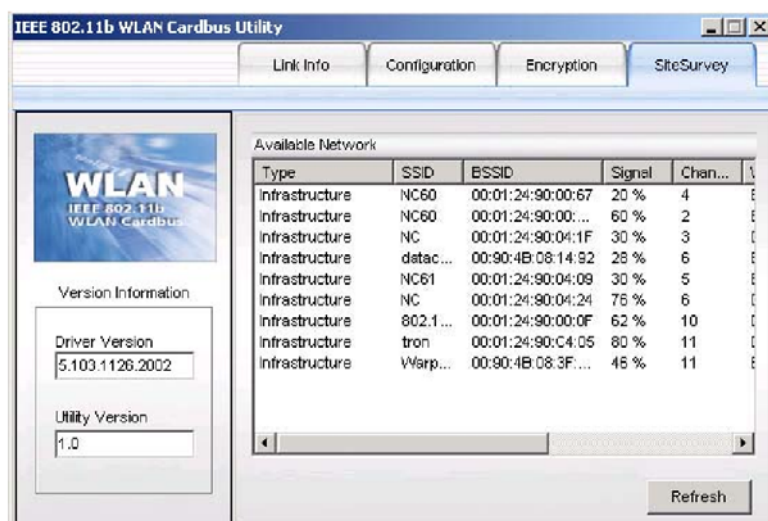 IEEE 802.11b WLAN Cardbus Utility
Link Info Configuration Encryption SiteSurvey
WLAN
IEEE 802.11b
WLAN Cardbus
Version Information
Driver Version
5.103.1126.2002
Utility Version
1.0
Available Network
Type SSID BSSID Signal Chan...
Infrastructure NC60 00:01:24:90:00:67 20 % 4
Infrastructure NC60 00:01:24:90:00:... 60 % 2
Infrastructure NC 00:01:24:90:04:1F 30 % 3
Infrastructure datac... 00:90:4B:08:14:92 28 % 6
Infrastructure NC61 00:01:24:90:04:09 30 % 5
Infrastructure NC 00:01:24:90:04:24 76 % 6
Infrastructure 802.1... 00:01:24:90:00:0F 62 % 10
Infrastructure tron 00:01:24:90:C4:05 80 % 11
Infrastructure Warp... 00:90:4B:08:3F:... 46 % 11
Refresh